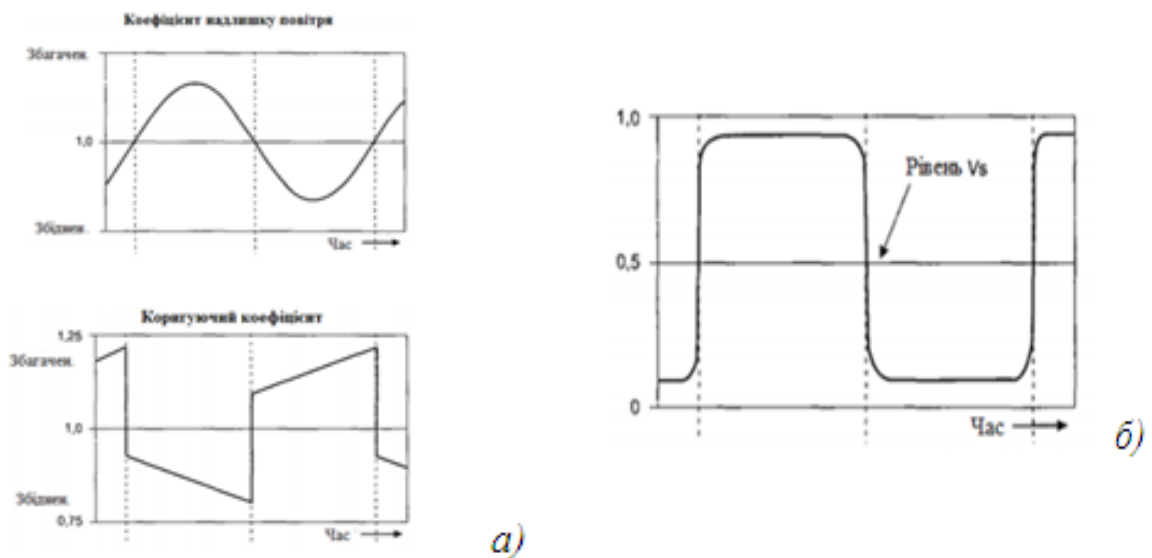 Коефіцієнт надлишку повітря
Збагачен.
1,0
Збіднен.
Час
Коригуючий коефіцієнт
1,25
Збагачен.
1,0
Збіднен.
0,75
Час
а)
1,0
Рівень Vs
0,5
0
Час
б)